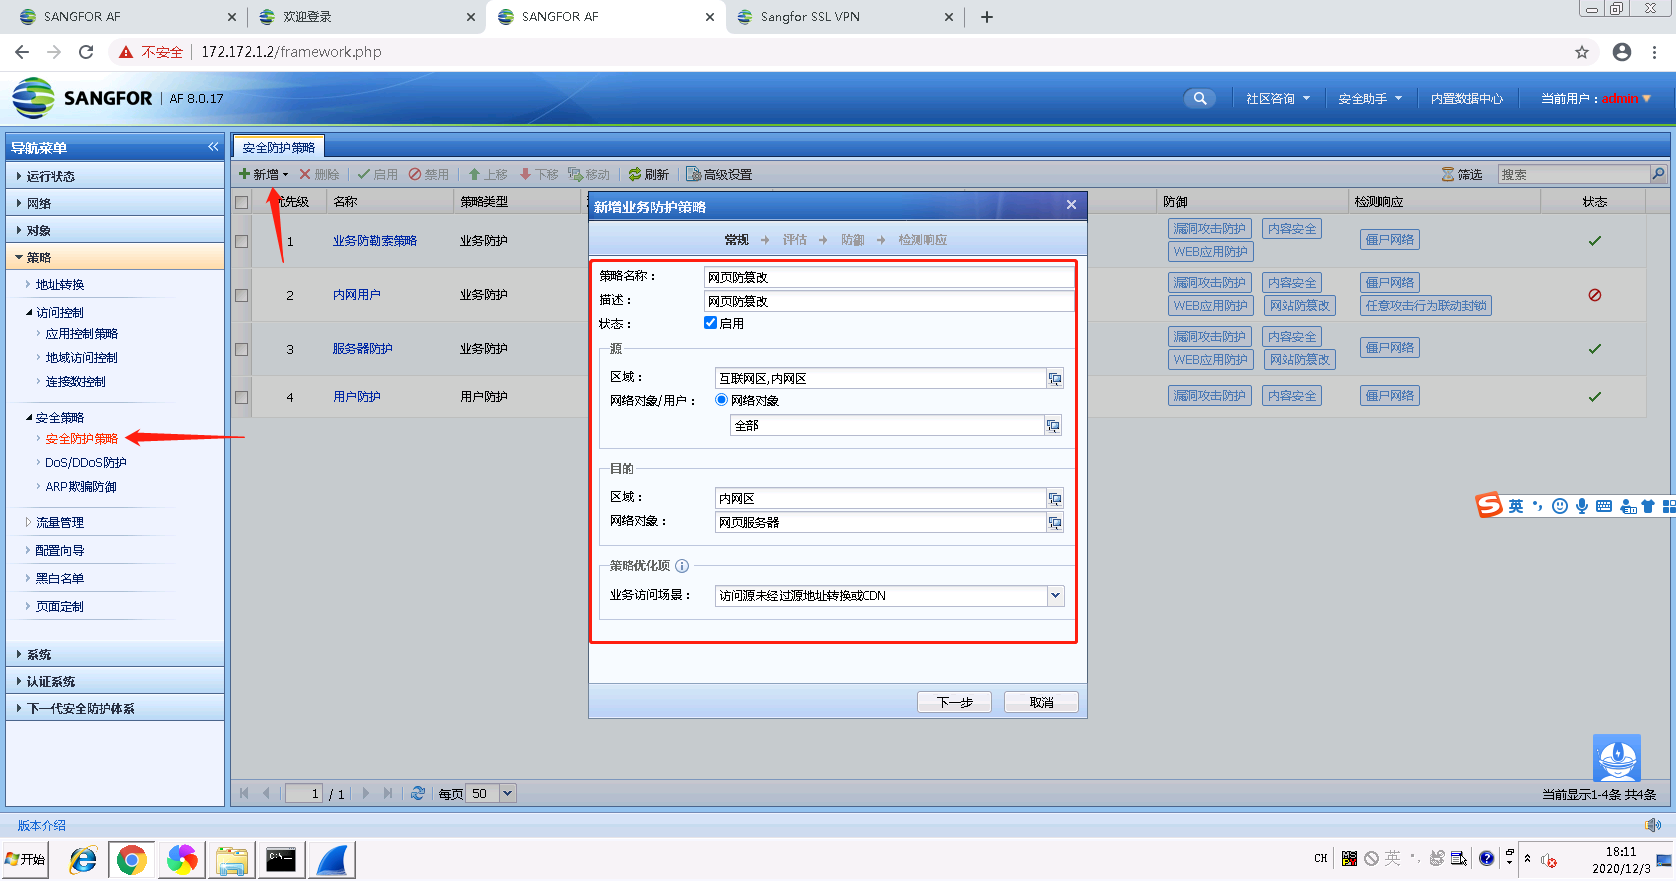 SANGFOR AF
欢迎登录
SANGFOR AF
Sangfor SSL VPN
不安全 172.172.1.2/framework.php
SANGFOR AF 8.0.17
社区咨询 安全助手 内置数据中心 当前用户：admin
导航菜单
运行状态
网络
对象
策略
地址转换
访问控制
应用控制策略
地域访问控制
连接数控制
安全策略
安全防护策略
DoS/DDoS防护
ARP欺骗防御
流量管理
配置向导
黑白名单
页面定制
系统
认证系统
下一代安全防护体系
安全防护策略
新增 删除 启用 禁用 上移 下移 移动 刷新 高级设置 筛选 搜索
优先级 名称 策略类型 防御 检测响应 状态
1 业务防勒索策略 业务防护 漏洞攻击防护 内容安全 WEB应用防护 僵尸网络
2 内网用户 业务防护 漏洞攻击防护 内容安全 WEB应用防护 网站防篡改 僵尸网络 任意攻击行为联动封锁
3 服务器防护 业务防护 漏洞攻击防护 内容安全 WEB应用防护 网站防篡改 僵尸网络
4 用户防护 用户防护 漏洞攻击防护 内容安全 僵尸网络
新增业务防护策略
常规 评估 防御 检测响应
策略名称： 网页防篡改
描述： 网页防篡改
状态： 启用
源
区域： 互联网区,内网区
网络对象/用户： 网络对象
全部
目的
区域： 内网区
网络对象： 网页服务器
策略优化项
业务访问场景： 访问源未经过源地址转换或CDN
下一步 取消
英
1 / 1 每页 50
当前显示1-4条 共4条
版本介绍
开始
CH 英
18:11
2020/12/3